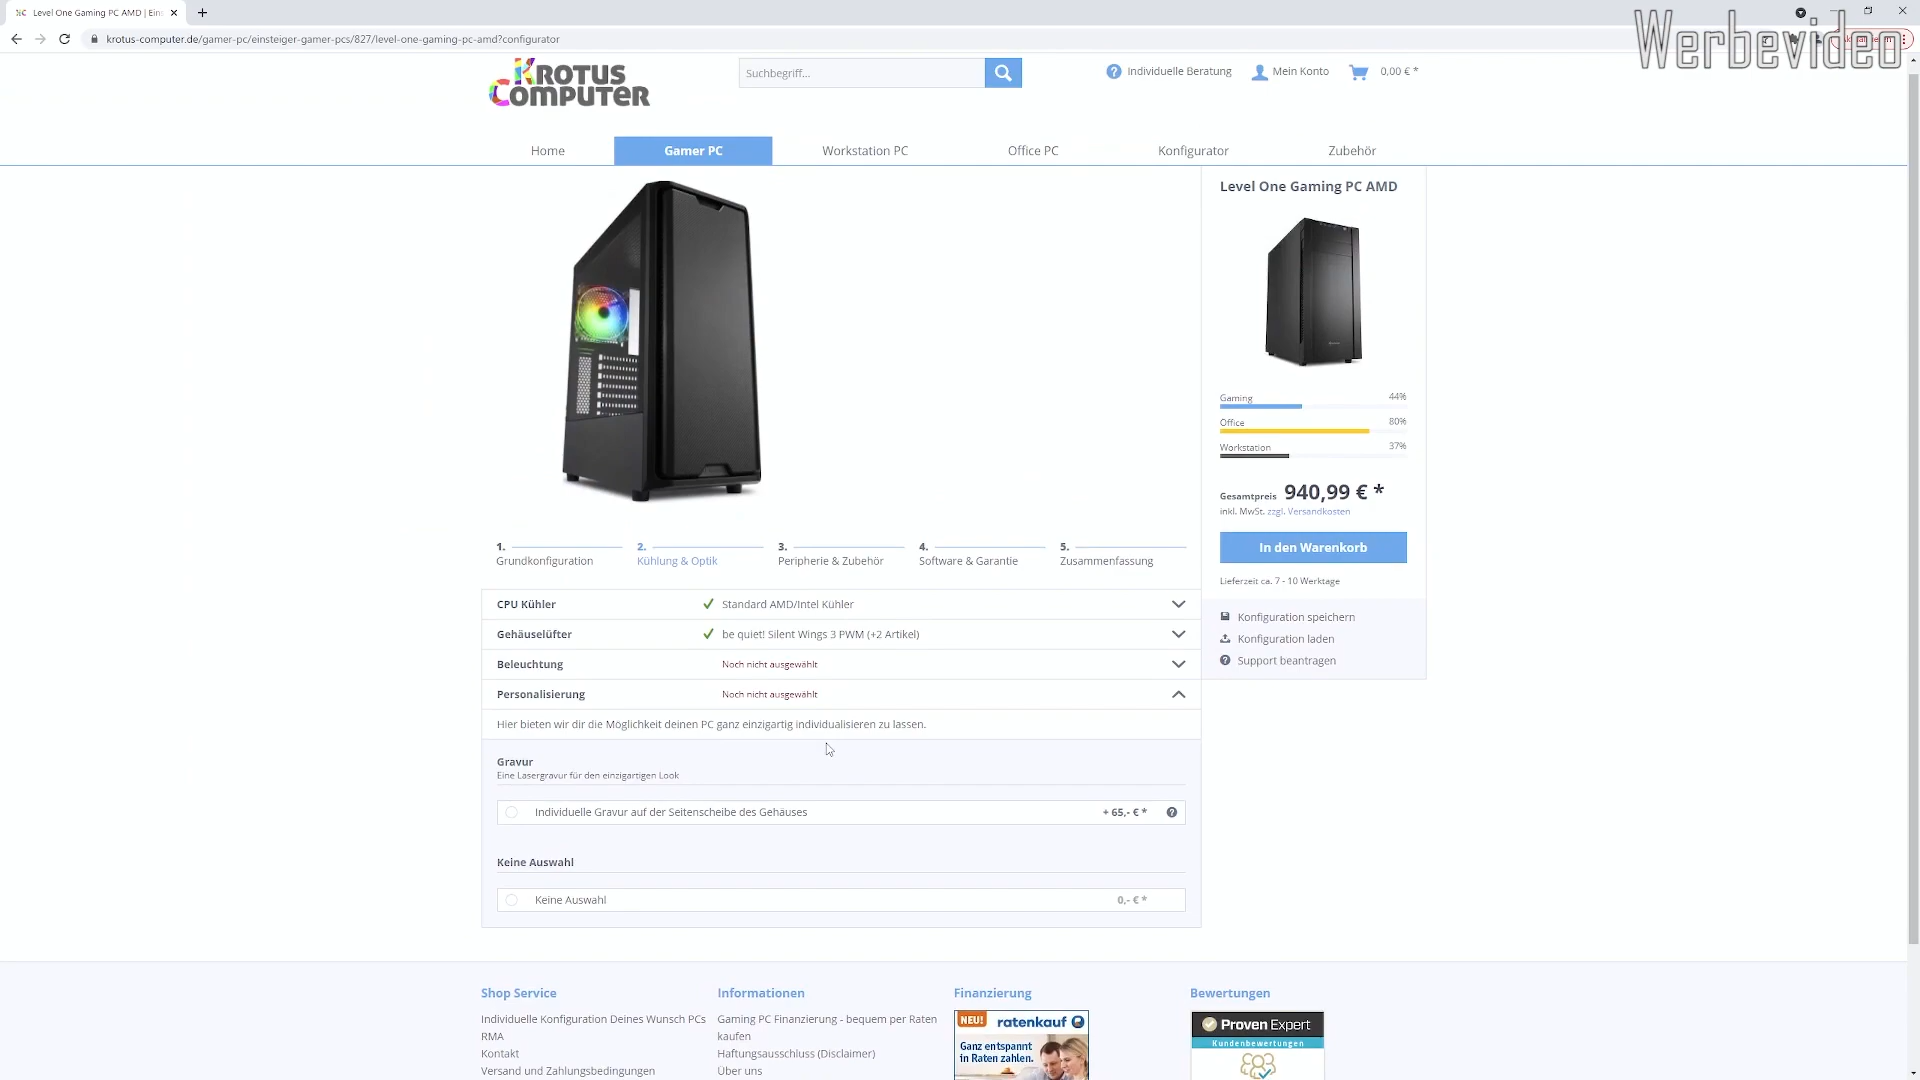 Level One Gaming PC AMD | Ein
krotus-computer.de/gamer-pc/einsteiger-gamer-pcs/827/level-one-gaming-pc-amd?configurator
Werbevideo
KROTUS
COMPUTER
Suchbegriff...
Individuelle Beratung
Mein Konto
0,00 € *
Home
Gamer PC
Workstation PC
Office PC
Konfigurator
Zubehör
Level One Gaming PC AMD
Gaming 44%
Office 80%
Workstation 37%
Gesamtpreis 940,99 € *
inkl. MwSt. zzgl. Versandkosten
In den Warenkorb
Lieferzeit ca. 7 - 10 Werktage
Konfiguration speichern
Konfiguration laden
Support beantragen
1. Grundkonfiguration
2. Kühlung & Optik
3. Peripherie & Zubehör
4. Software & Garantie
5. Zusammenfassung
CPU Kühler Standard AMD/Intel Kühler
Gehäuselüfter be quiet! Silent Wings 3 PWM (+2 Artikel)
Beleuchtung Noch nicht ausgewählt
Personalisierung Noch nicht ausgewählt
Hier bieten wir dir die Möglichkeit deinen PC ganz einzigartig individualisieren zu lassen.
Gravur
Eine Lasergravur für den einzigartigen Look
Individuelle Gravur auf der Seitenscheibe des Gehäuses + 65,- € *
Keine Auswahl
Keine Auswahl 0,- € *
Shop Service
Individuelle Konfiguration Deines Wunsch PCs
RMA
Kontakt
Versand und Zahlungsbedingungen
Informationen
Gaming PC Finanzierung - bequem per Raten
kaufen
Haftungsausschluss (Disclaimer)
Über uns
Finanzierung
NEU! ratenkauf
Ganz entspannt
in Raten zahlen.
Bewertungen
Proven Expert
Kundenbewertungen